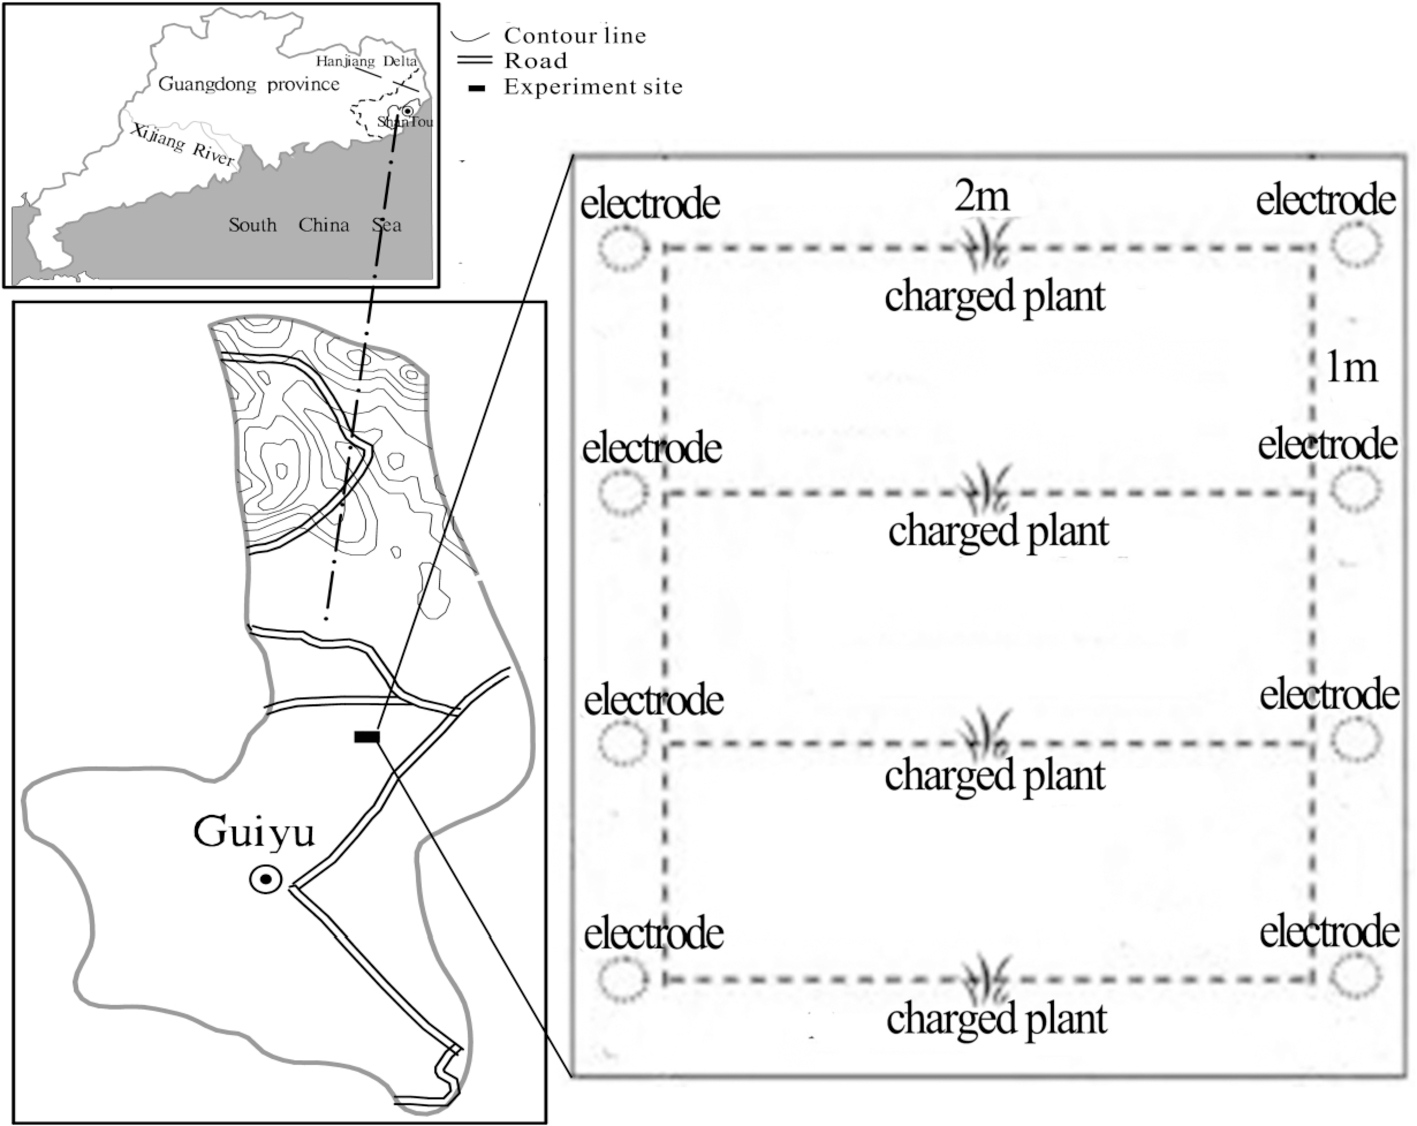 Contour line
Road
Experiment site
Hanjiang Delta
Guangdong province
ShanTou
Xijiang River
South China Sea
Guiyu
electrode 2m electrode
charged plant
1m
electrode electrode
charged plant
electrode electrode
charged plant
electrode electrode
charged plant